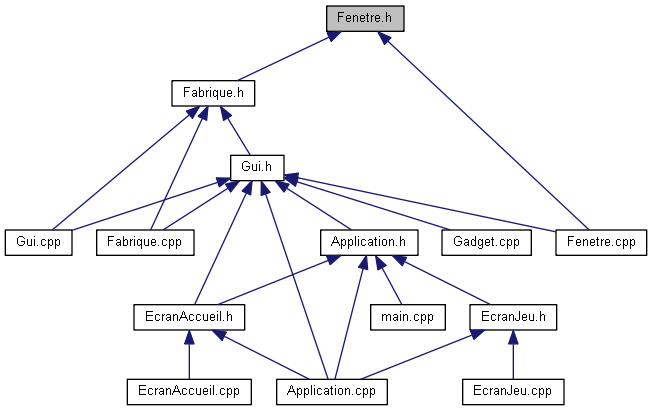 Fenetre.h
Fabrique.h
Gui.h
Gui.cpp
Fabrique.cpp
Application.h
Gadget.cpp
Fenetre.cpp
EcranAccueil.h
main.cpp
EcranJeu.h
EcranAccueil.cpp
Application.cpp
EcranJeu.cpp